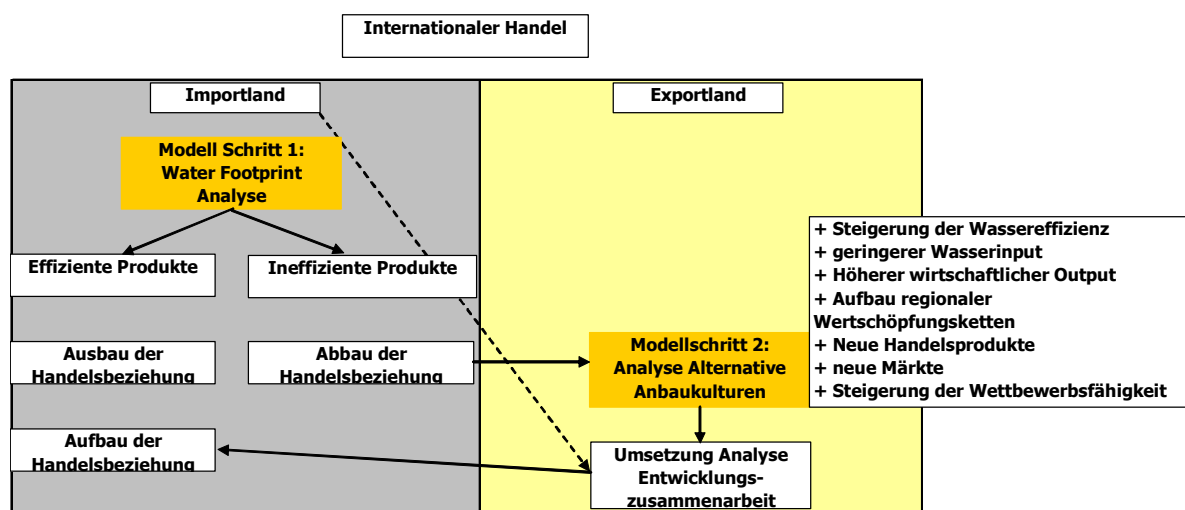 Internationaler Handel
Importland
Exportland
Modell Schritt 1:
Water Footprint
Analyse
Effiziente Produkte
Ineffiziente Produkte
+ Steigerung der Wassereffizienz
+ geringerer Wasserinput
+ Höherer wirtschaftlicher Output
+ Aufbau regionaler
Wertschöpfungsketten
+ Neue Handelsprodukte
+ neue Märkte
+ Steigerung der Wettbewerbsfähigkeit
Ausbau der
Handelsbeziehung
Abbau der
Handelsbeziehung
Modellschritt 2:
Analyse Alternative
Anbaukulturen
Aufbau der
Handelsbeziehung
Umsetzung Analyse
Entwicklungs-
zusammenarbeit